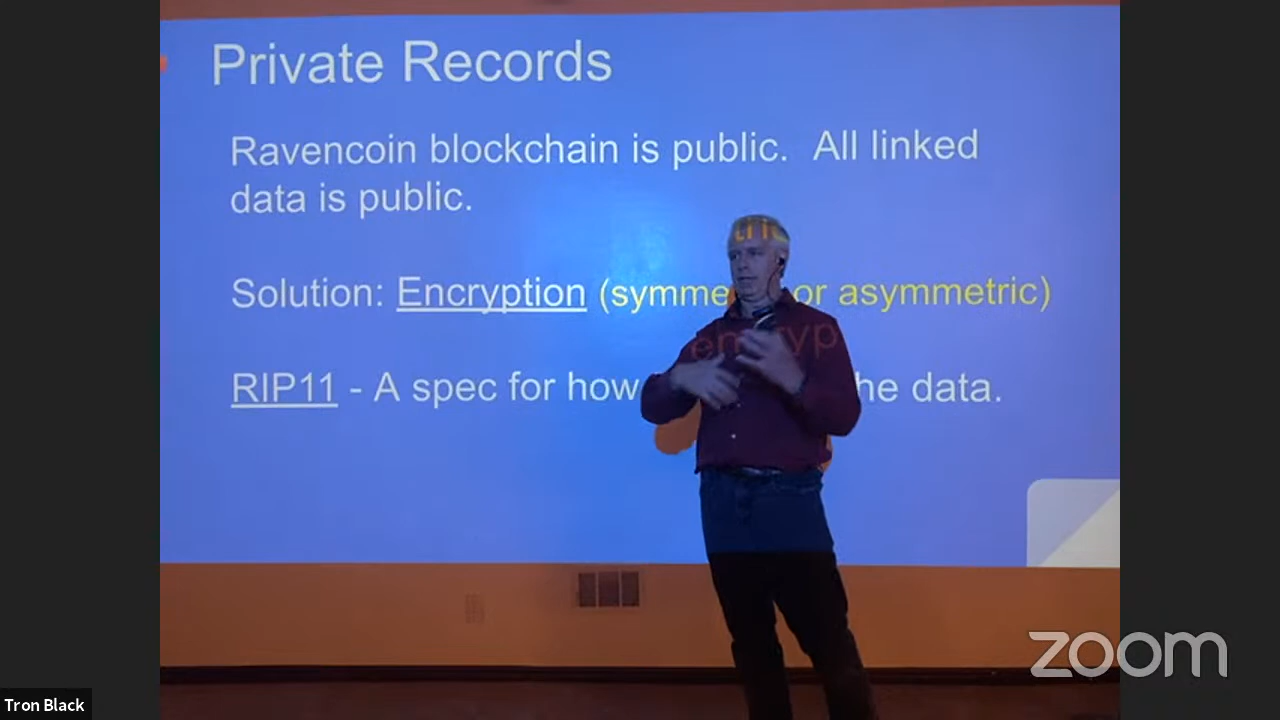 Private Records
Ravencoin blockchain is public. All linked
data is public.
Solution: Encryption (symme or asymmetric)
RIP11 - A spec for how he data.
zoom
Tron Black